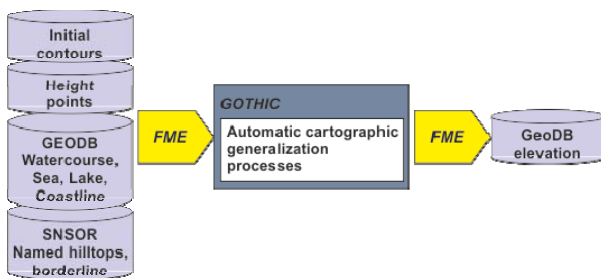 Initial
contours
Height
points
GEODB
Watercourse,
Sea, Lake,
Coastline
SNSOR
Named hilltops,
borderline
FME
GOTHIC
Automatic cartographic
generalization
processes
FME
GeoDB
elevation